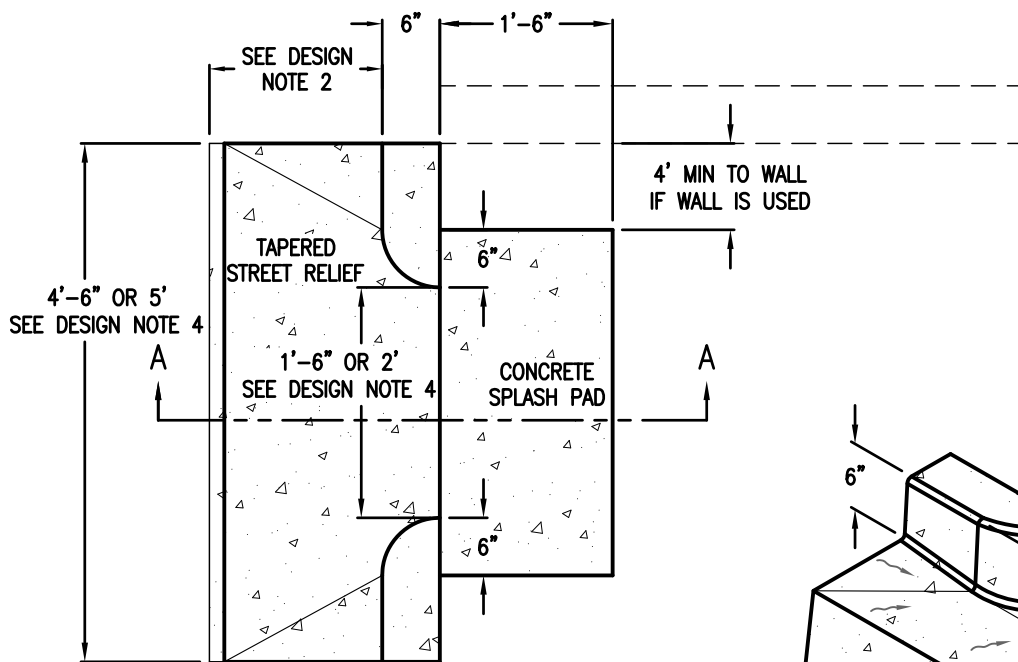 6" 1'-6"
SEE DESIGN
NOTE 2
4' MIN TO WALL
IF WALL IS USED
TAPERED
STREET RELIEF
6"
4'-6" OR 5'
SEE DESIGN NOTE 4
1'-6" OR 2'
SEE DESIGN NOTE 4
A A
CONCRETE
SPLASH PAD
6"
6"